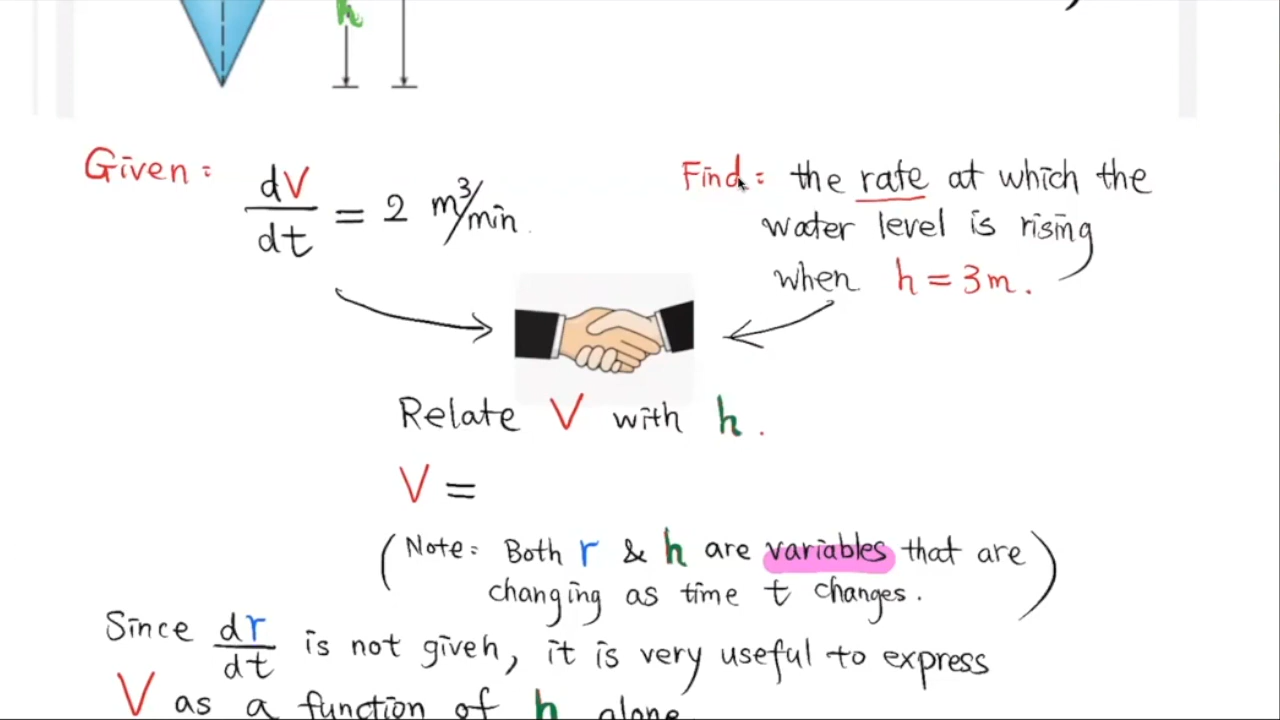 h
Given: dV/dt = 2 m³/min
Find: the rate at which the
water level is rising
when h = 3m.
Relate V with h.
V =
(Note: Both r & h are variables that are
changing as time t changes.)
Since dr/dt is not given, it is very useful to express
V as a function of h alone.